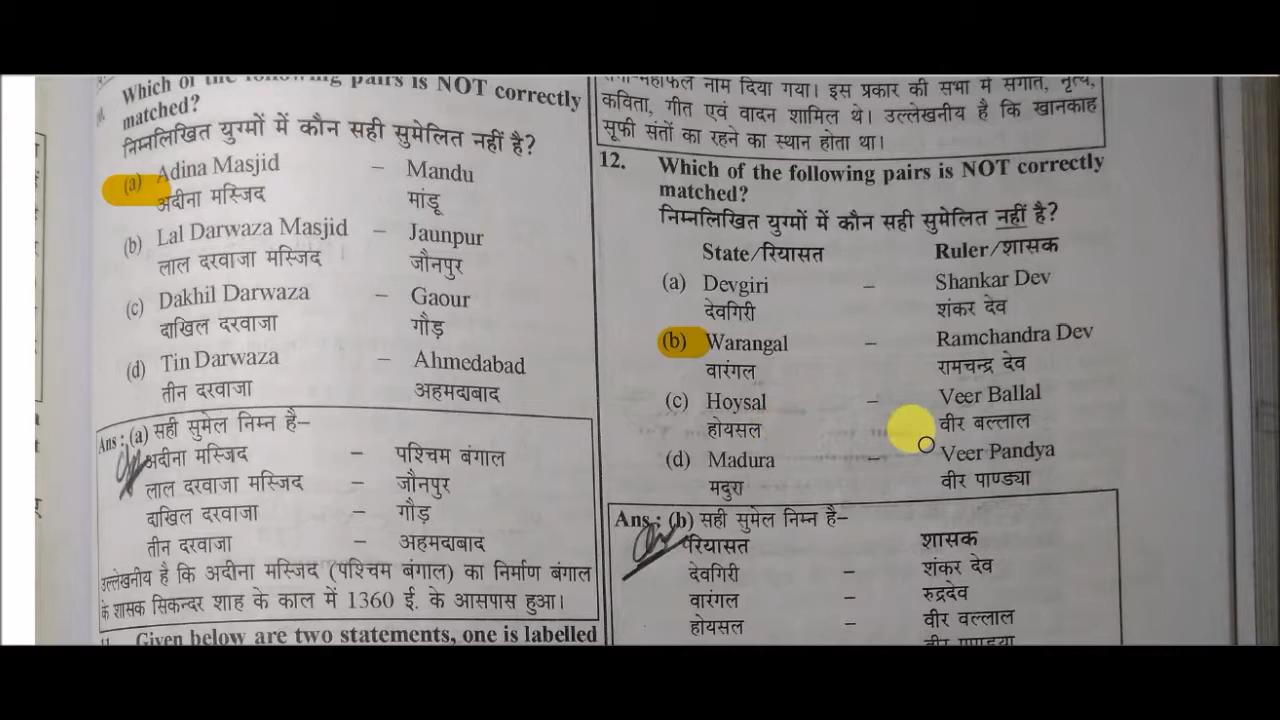 Which of the following pairs is NOT correctly
matched?
निम्नलिखित युग्मों में कौन सही सुमेलित नहीं है?
(a) Adina Masjid – Mandu
अदीना मस्जिद मांडू
(b) Lal Darwaza Masjid – Jaunpur
लाल दरवाजा मस्जिद जौनपुर
(c) Dakhil Darwaza – Gaour
दाखिल दरवाजा गौड़
(d) Tin Darwaza – Ahmedabad
तीन दरवाजा अहमदाबाद
Ans : (a) सही सुमेल निम्न है–
अदीना मस्जिद – पश्चिम बंगाल
लाल दरवाजा मस्जिद – जौनपुर
दाखिल दरवाजा – गौड़
तीन दरवाजा – अहमदाबाद
उल्लेखनीय है कि अदीना मस्जिद (पश्चिम बंगाल) का निर्माण बंगाल
के शासक सिकन्दर शाह के काल में 1360 ई. के आसपास हुआ।
Given below are two statements, one is labelled
नाम दिया गया। इस प्रकार की सभा में संगीत, नृत्य,
कविता, गीत एवं वादन शामिल थे। उल्लेखनीय है कि खानकाह
सूफी संतों का रहने का स्थान होता था।
12. Which of the following pairs is NOT correctly
matched?
निम्नलिखित युग्मों में कौन सही सुमेलित नहीं है?
State/रियासत Ruler/शासक
(a) Devgiri – Shankar Dev
देवगिरी शंकर देव
(b) Warangal – Ramchandra Dev
वारंगल रामचन्द्र देव
(c) Hoysal – Veer Ballal
होयसल वीर बल्लाल
(d) Madura – Veer Pandya
मदुरा वीर पाण्ड्या
Ans : (b) सही सुमेल निम्न है–
रियासत शासक
देवगिरी – शंकर देव
वारंगल – रुद्रदेव
होयसल – वीर वल्लाल